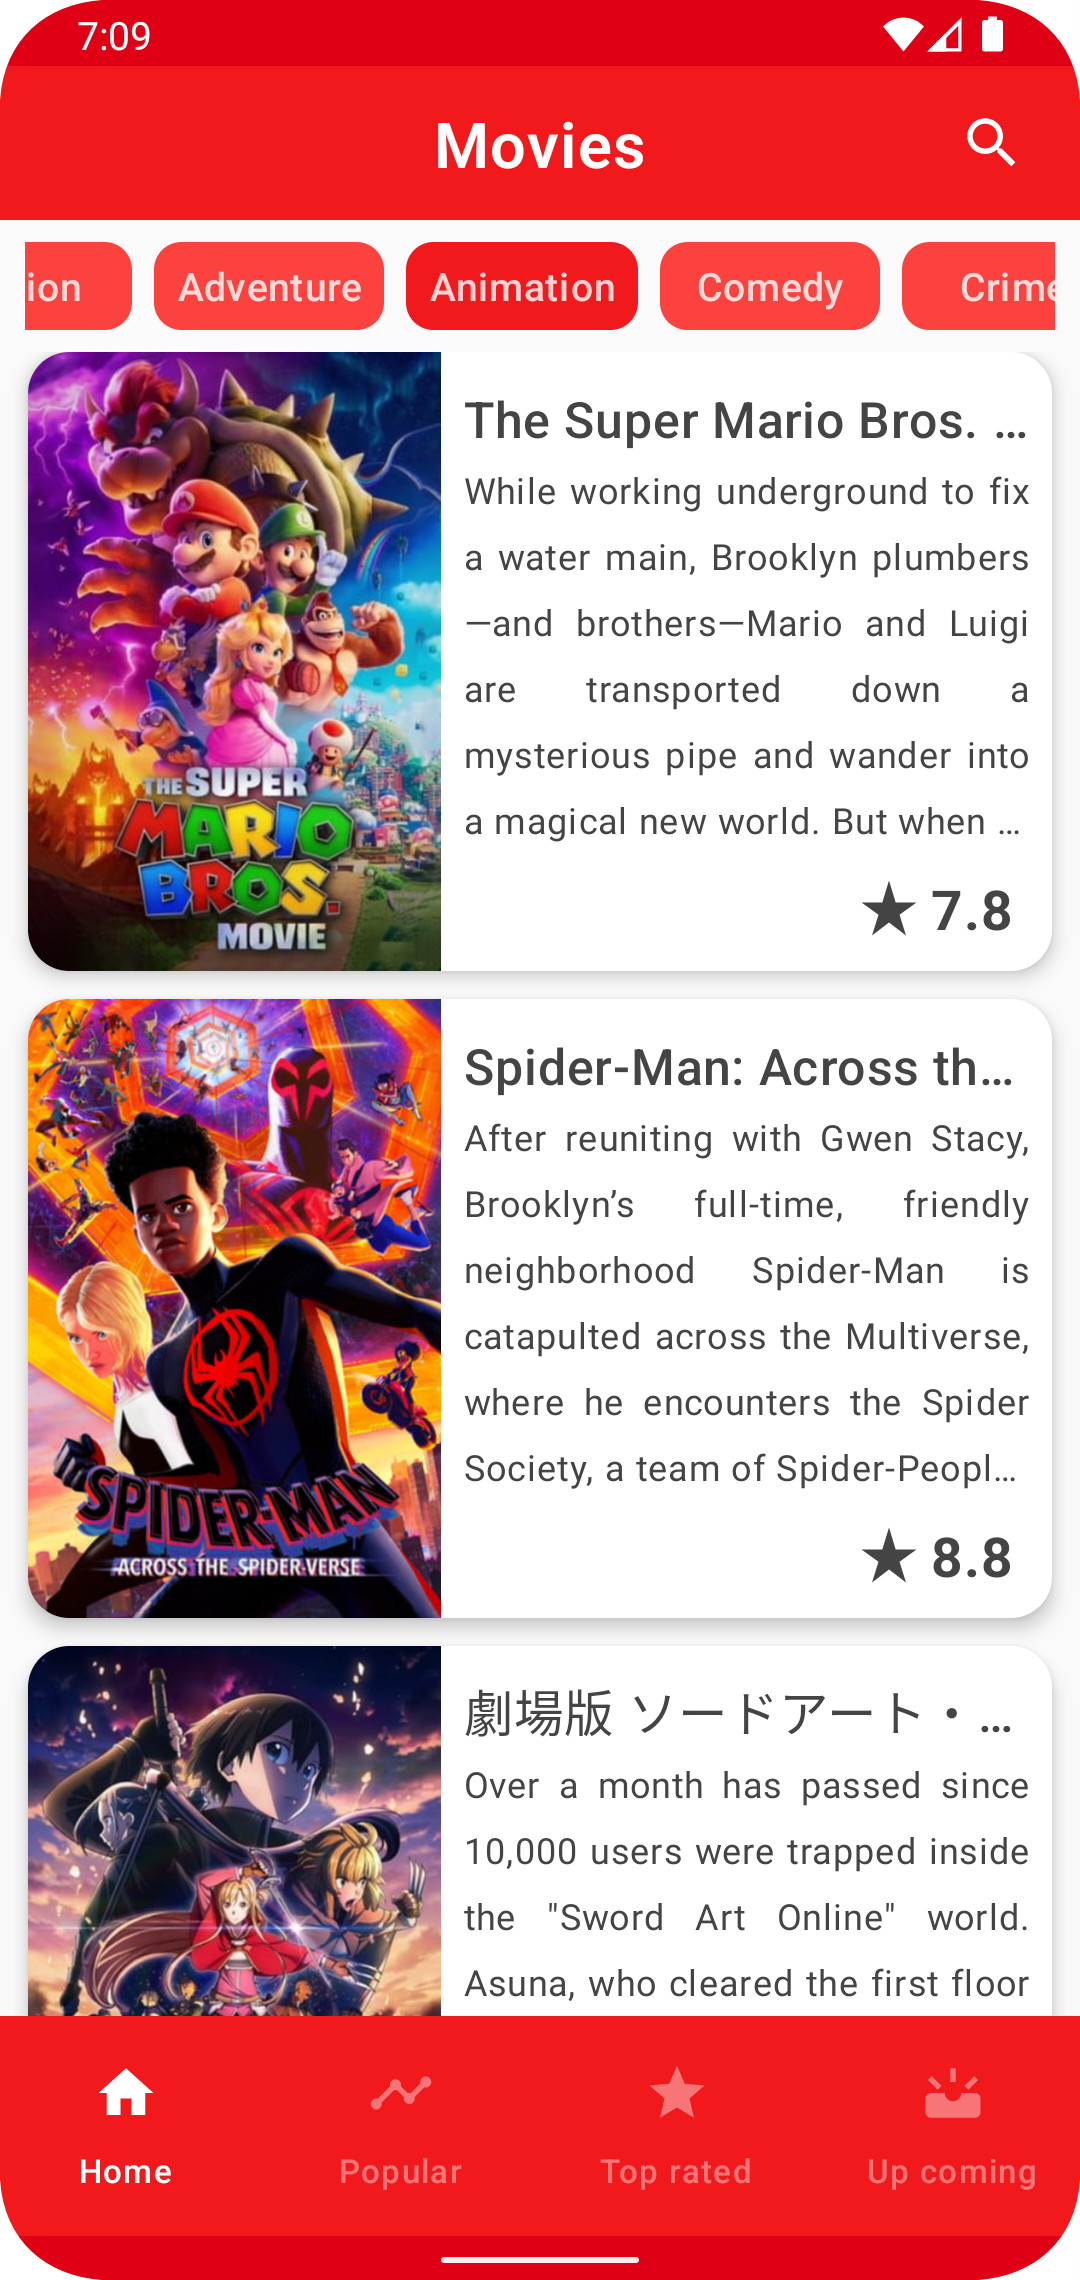 7:09
Movies
ion
Adventure
Animation
Comedy
Crime
The Super Mario Bros. …
While working underground to fix
a water main, Brooklyn plumbers
—and brothers—Mario and Luigi
are transported down a
mysterious pipe and wander into
a magical new world. But when …
7.8
THE SUPER
MARIO
BROS.
MOVIE
Spider-Man: Across th…
After reuniting with Gwen Stacy,
Brooklyn’s full-time, friendly
neighborhood Spider-Man is
catapulted across the Multiverse,
where he encounters the Spider
Society, a team of Spider-Peopl…
8.8
SPIDER-MAN
ACROSS THE SPIDER-VERSE
劇場版 ソードアート・…
Over a month has passed since
10,000 users were trapped inside
the "Sword Art Online" world.
Asuna, who cleared the first floor
Home
Popular
Top rated
Up coming